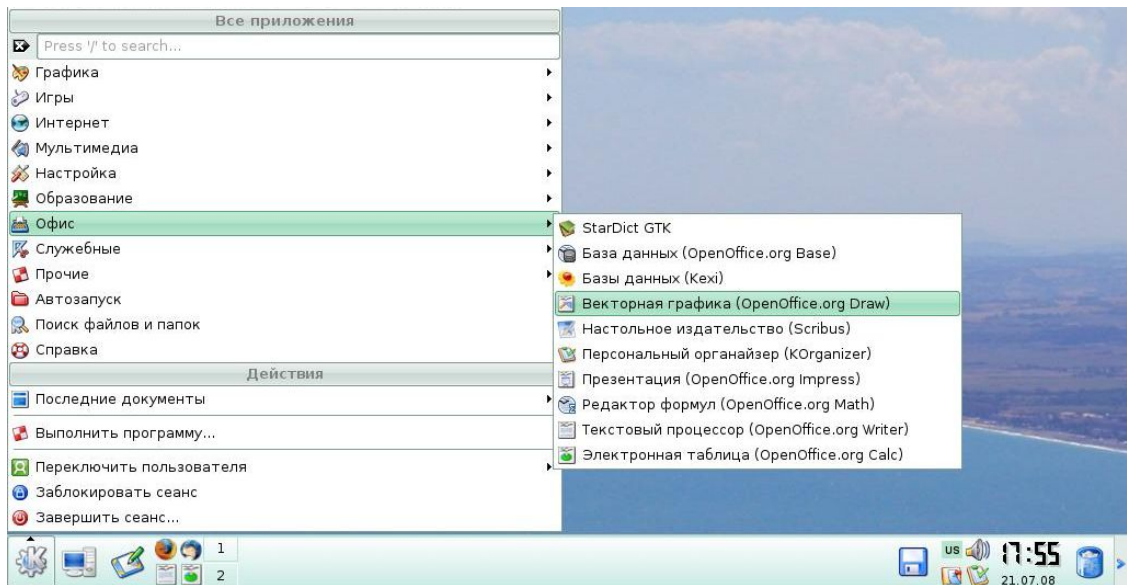 Все приложения
Press '/' to search...
Графика
Игры
Интернет
Мультимедиа
Настройка
Образование
Офис
Служебные
Прочие
Автозапуск
Поиск файлов и папок
Справка
Действия
Последние документы
Выполнить программу...
Переключить пользователя
Заблокировать сеанс
Завершить сеанс...
StarDict GTK
База данных (OpenOffice.org Base)
Базы данных (Kexi)
Векторная графика (OpenOffice.org Draw)
Настольное издательство (Scribus)
Персональный органайзер (KOrganizer)
Презентация (OpenOffice.org Impress)
Редактор формул (OpenOffice.org Math)
Текстовый процессор (OpenOffice.org Writer)
Электронная таблица (OpenOffice.org Calc)
1
2
US
17:55
21.07.08